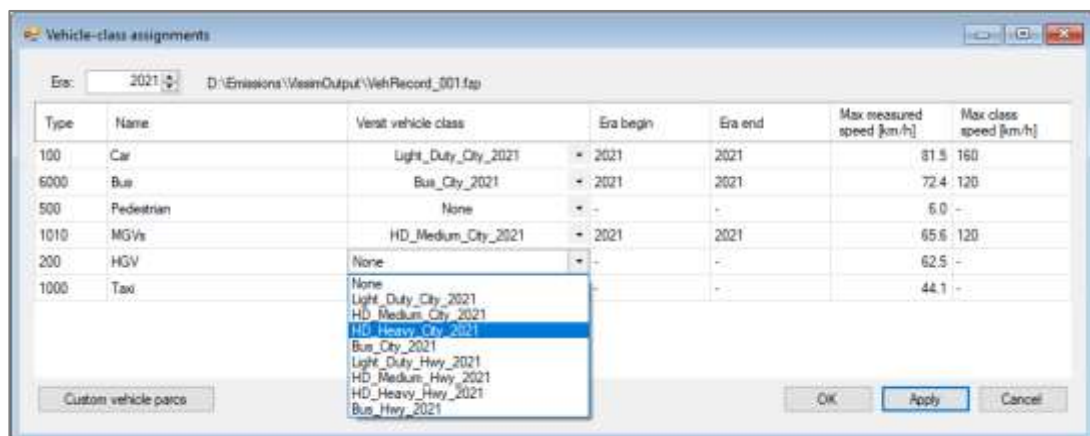 Vehicle-class assignments
Era: 2021 D:\Emissions\VissimOutput\VehRecord_001.fzp
Type Name Versit vehicle class Era begin Era end Max measured speed [km/h] Max class speed [km/h]
100 Car Light_Duty_City_2021 2021 2021 81.5 160
6000 Bus Bus_City_2021 2021 2021 72.4 120
500 Pedestrian None - - 6.0 -
1010 MGVs HD_Medium_City_2021 2021 2021 65.6 120
200 HGV None - - 62.5 -
1000 Taxi - - 44.1 -
None
Light_Duty_City_2021
HD_Medium_City_2021
HD_Heavy_City_2021
Bus_City_2021
Light_Duty_Hwy_2021
HD_Medium_Hwy_2021
HD_Heavy_Hwy_2021
Bus_Hwy_2021
Custom vehicle parcs OK Apply Cancel